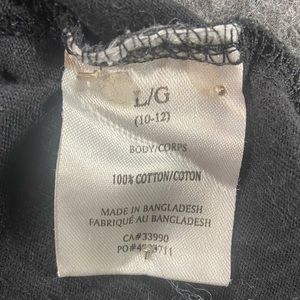 L/G
(10-12)
BODY/CORPS
100% COTTON/COTON
MADE IN BANGLADESH
FABRIQUÉ AU BANGLADESH
CA#33990